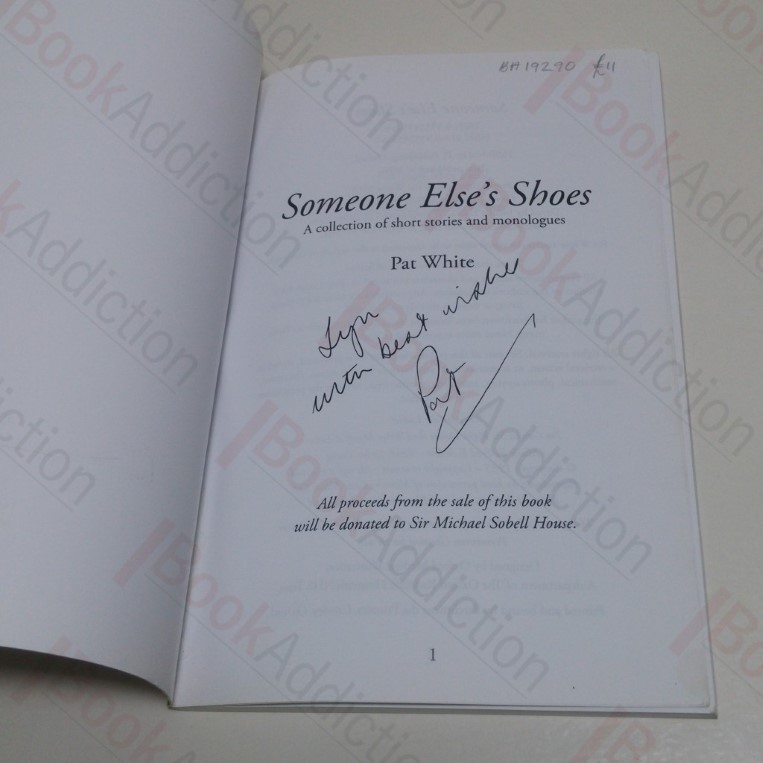 BA19290 £11
Someone Else's Shoes
A collection of short stories and monologues
Pat White
Lyn
with best wishes
Pat
All proceeds from the sale of this book
will be donated to Sir Michael Sobell House.
1
BookAddiction